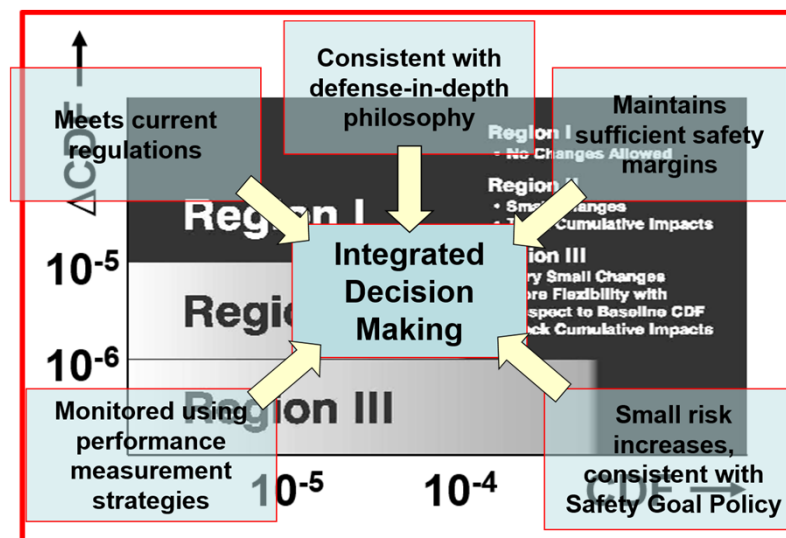 Consistent with
defense-in-depth
philosophy
Meets current
regulations
Maintains
sufficient safety
margins
ΔCDF
Region I
• No Changes Allowed
Region II
• Small Changes
Cumulative Impacts
Region III
Small Changes
Flexibility with
Baseline CDF
Cumulative Impacts
Region I
Integrated
Decision
Making
10-5
10-6
Region III
Monitored using
performance
measurement
strategies
Small risk
increases,
consistent with
Safety Goal Policy
10-5
10-4
CDF